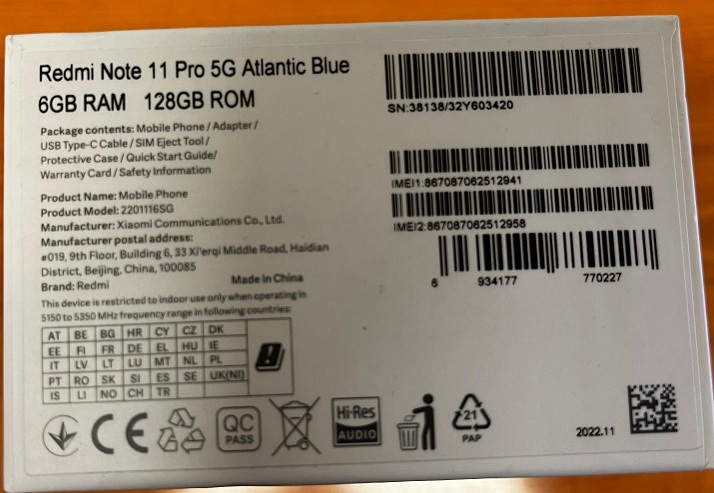 Redmi Note 11 Pro 5G Atlantic Blue
6GB RAM 128GB ROM
Package contents: Mobile Phone / Adapter /
USB Type-C Cable / SIM Eject Tool /
Protective Case / Quick Start Guide/
Warranty Card / Safety Information
Product Name: Mobile Phone
Product Model: 2201116SG
Manufacturer: Xiaomi Communications Co., Ltd.
Manufacturer postal address:
#019, 9th Floor, Building 6, 33 Xi'erqi Middle Road, Haidian
District, Beijing, China, 100085
Brand: Redmi
Made in China
This device is restricted to indoor use only when operating in
5150 to 5350 MHz frequency range in following countries:
AT BE BG HR CY CZ DK
EE FI FR DE EL HU IE
IT LV LT LU MT NL PL
PT RO SK SI ES SE UK(NI)
IS LI NO CH TR
SN:38138/32Y603420
IMEI1:867087062512941
IMEI2:867087062512958
6 934177 770227
CE
QC
PASS
Hi-Res
AUDIO
21
PAP
2022.11